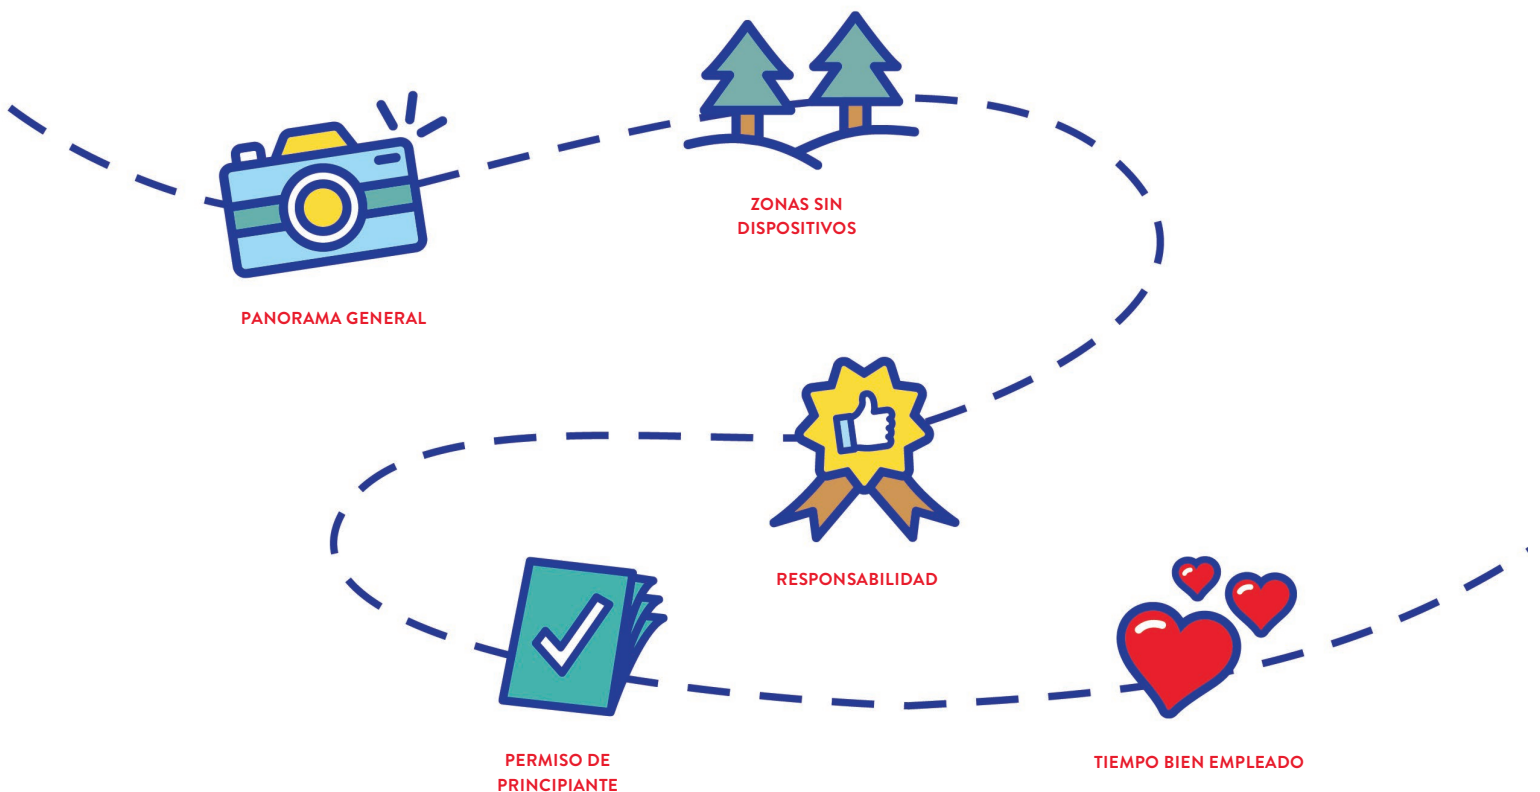 PANORAMA GENERAL
ZONAS SIN
DISPOSITIVOS
RESPONSABILIDAD
PERMISO DE
PRINCIPIANTE
TIEMPO BIEN EMPLEADO